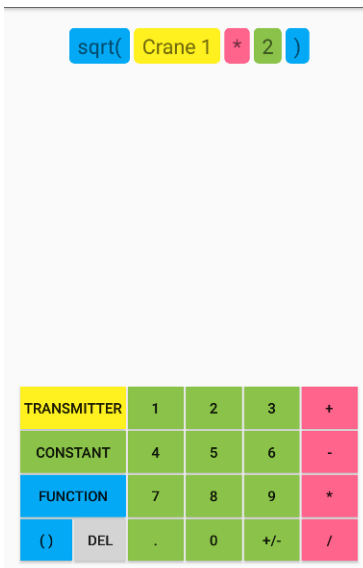 sqrt( Crane 1 * 2 )
TRANSMITTER 1 2 3 +
CONSTANT 4 5 6 -
FUNCTION 7 8 9 *
( ) DEL . 0 +/- /